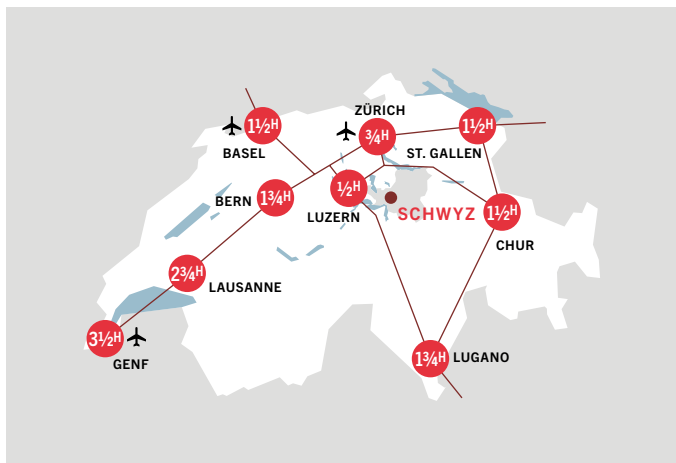 ZÜRICH
¾H
1½H
BASEL
1½H
ST. GALLEN
BERN
1¾H
½H
LUZERN
SCHWYZ
1½H
CHUR
2¾H
LAUSANNE
3½H
GENF
1¾H
LUGANO